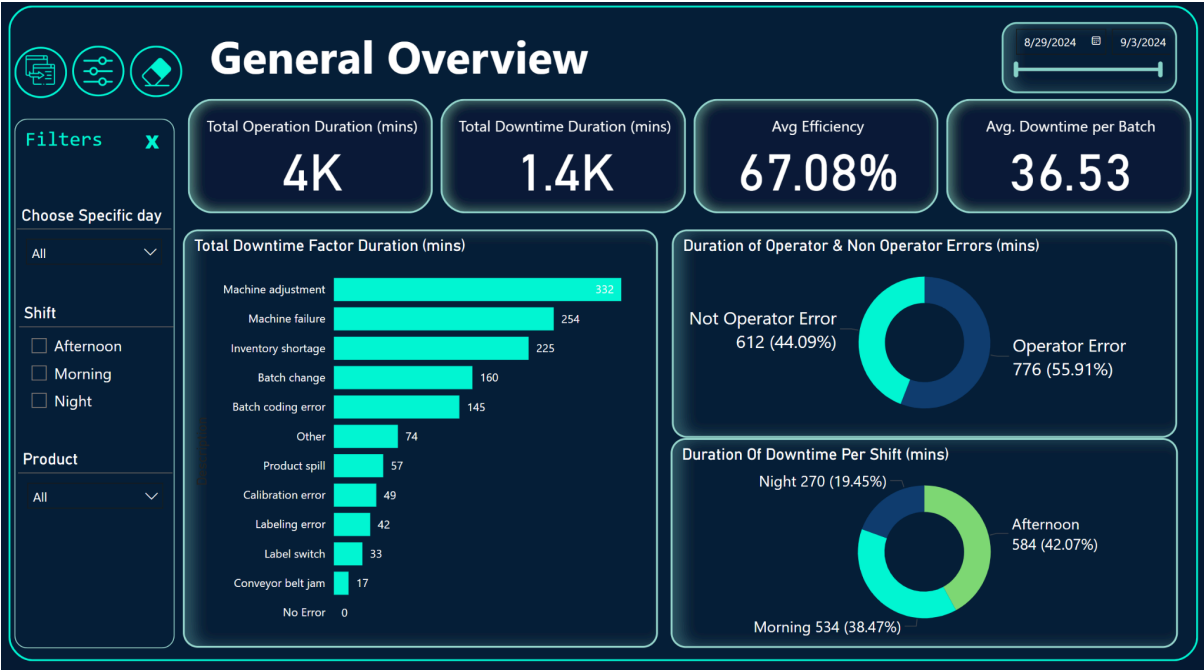 General Overview
8/29/2024 9/3/2024
Filters X
Choose Specific day
All
Shift
Afternoon
Morning
Night
Product
All
Total Operation Duration (mins)
4K
Total Downtime Duration (mins)
1.4K
Avg Efficiency
67.08%
Avg. Downtime per Batch
36.53
Total Downtime Factor Duration (mins)
Machine adjustment 332
Machine failure 254
Inventory shortage 225
Batch change 160
Batch coding error 145
Other 74
Product spill 57
Calibration error 49
Labeling error 42
Label switch 33
Conveyor belt jam 17
No Error 0
Duration of Operator & Non Operator Errors (mins)
Not Operator Error
612 (44.09%)
Operator Error
776 (55.91%)
Duration Of Downtime Per Shift (mins)
Night 270 (19.45%)
Afternoon
584 (42.07%)
Morning 534 (38.47%)